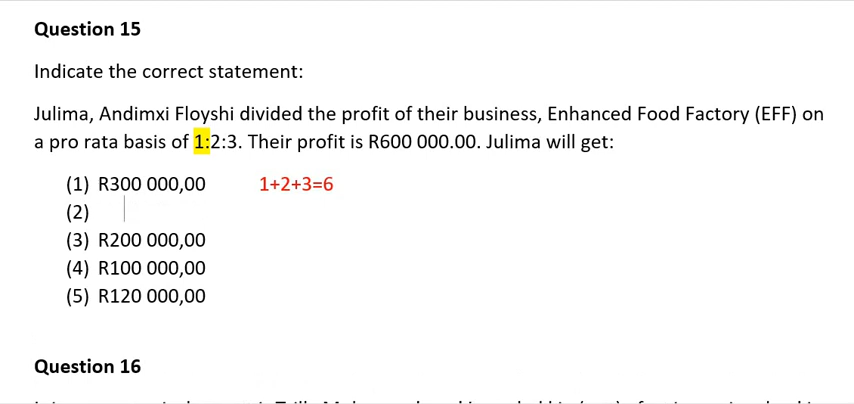 Question 15
Indicate the correct statement:
Julima, Andimxi Floyshi divided the profit of their business, Enhanced Food Factory (EFF) on
a pro rata basis of 1:2:3. Their profit is R600 000.00. Julima will get:
(1) R300 000,00 1+2+3=6
(2)
(3) R200 000,00
(4) R100 000,00
(5) R120 000,00
Question 16